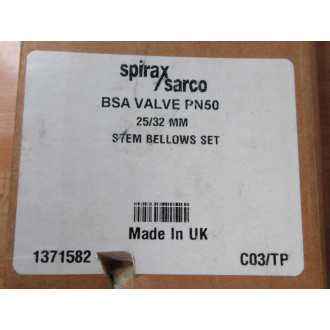 spirax
/sarco
BSA VALVE PN50
25/32 MM
STEM BELLOWS SET
Made In UK
1371582 C03/TP